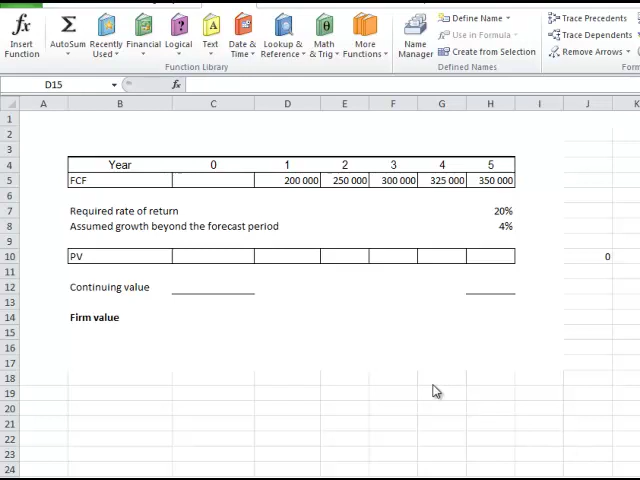 Insert Function
AutoSum
Recently Used
Financial
Logical
Text
Date & Time
Lookup & Reference
Math & Trig
More Functions
Function Library
Name Manager
Define Name
Use in Formula
Create from Selection
Defined Names
Trace Precedents
Trace Dependents
Remove Arrows
D15
fx
A B C D E F G H I J K
1
2
3
4 Year 0 1 2 3 4 5
5 FCF 200 000 250 000 300 000 325 000 350 000
6
7 Required rate of return 20%
8 Assumed growth beyond the forecast period 4%
9
10 PV 0
11
12 Continuing value
13
14 Firm value
15
16
17
18
19
20
21
22
23
24